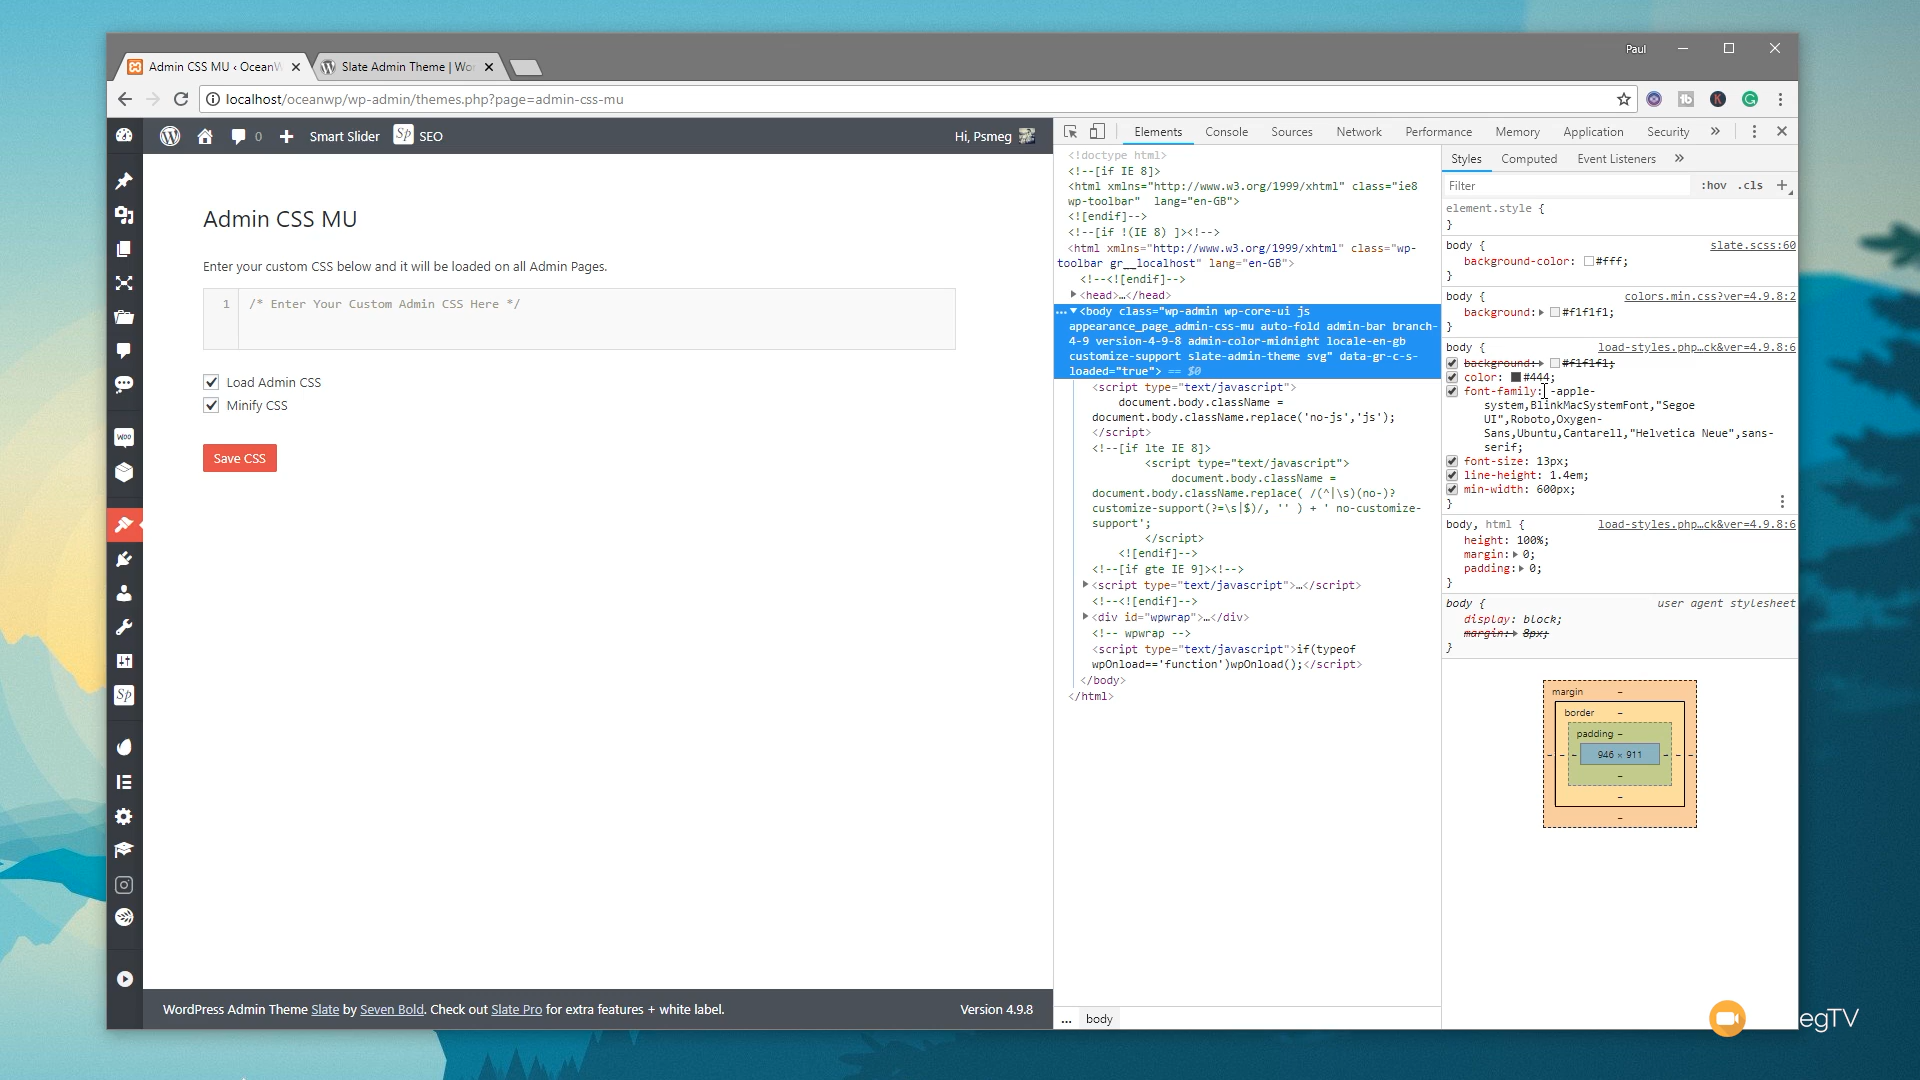 Paul
Admin CSS MU ‹ OceanW
Slate Admin Theme | Wor
localhost/oceanwp/wp-admin/themes.php?page=admin-css-mu
0
Smart Slider
Sp SEO
Hi, Psmeg
Admin CSS MU
Enter your custom CSS below and it will be loaded on all Admin Pages.
1 /* Enter Your Custom Admin CSS Here */
Load Admin CSS
Minify CSS
Save CSS
WOO
Sp
WordPress Admin Theme Slate by Seven Bold. Check out Slate Pro for extra features + white label.
Version 4.9.8
Elements Console Sources Network Performance Memory Application Security »
<!doctype html>
<!--[if IE 8]>
<html xmlns="http://www.w3.org/1999/xhtml" class="ie8
wp-toolbar"  lang="en-GB">
<![endif]-->
<!--[if !(IE 8) ]><!-->
<html xmlns="http://www.w3.org/1999/xhtml" class="wp-
toolbar gr__localhost" lang="en-GB">
<!--<![endif]-->
<head>…</head>
<body class="wp-admin wp-core-ui js
appearance_page_admin-css-mu auto-fold admin-bar branch-
4-9 version-4-9-8 admin-color-midnight locale-en-gb
customize-support slate-admin-theme svg" data-gr-c-s-
loaded="true"> == $0
<script type="text/javascript">
document.body.className =
document.body.className.replace('no-js','js');
</script>
<!--[if lte IE 8]>
<script type="text/javascript">
document.body.className =
document.body.className.replace( /(^|\s)(no-)?
customize-support(?=\s|$)/, '' ) + ' no-customize-
support';
</script>
<![endif]-->
<!--[if gte IE 9]><!-->
<script type="text/javascript">…</script>
<!--<![endif]-->
<div id="wpwrap">…</div>
<!-- wpwrap -->
<script type="text/javascript">if(typeof
wpOnload=='function')wpOnload();</script>
</body>
</html>
... body
Styles Computed Event Listeners »
Filter :hov .cls +
element.style {
}
body { slate.scss:60
background-color: #fff;
}
body { colors.min.css?ver=4.9.8:2
background: #f1f1f1;
}
body { load-styles.php…ck&ver=4.9.8:6
background: #f1f1f1;
color: #444;
font-family: -apple-
system,BlinkMacSystemFont,"Segoe
UI",Roboto,Oxygen-
Sans,Ubuntu,Cantarell,"Helvetica Neue",sans-
serif;
font-size: 13px;
line-height: 1.4em;
min-width: 600px;
}
body, html { load-styles.php…ck&ver=4.9.8:6
height: 100%;
margin: 0;
padding: 0;
}
body { user agent stylesheet
display: block;
margin: 8px;
}
margin –
border –
padding –
– – – 946 × 911 – – –
–
–
–
egTV